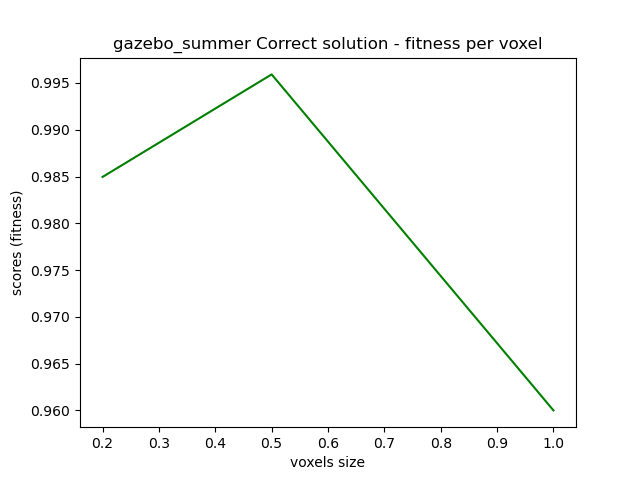 gazebo_summer Correct solution - fitness per voxel
0.995
0.990
0.985
0.980
0.975
0.970
0.965
0.960
scores (fitness)
0.2 0.3 0.4 0.5 0.6 0.7 0.8 0.9 1.0
voxels size